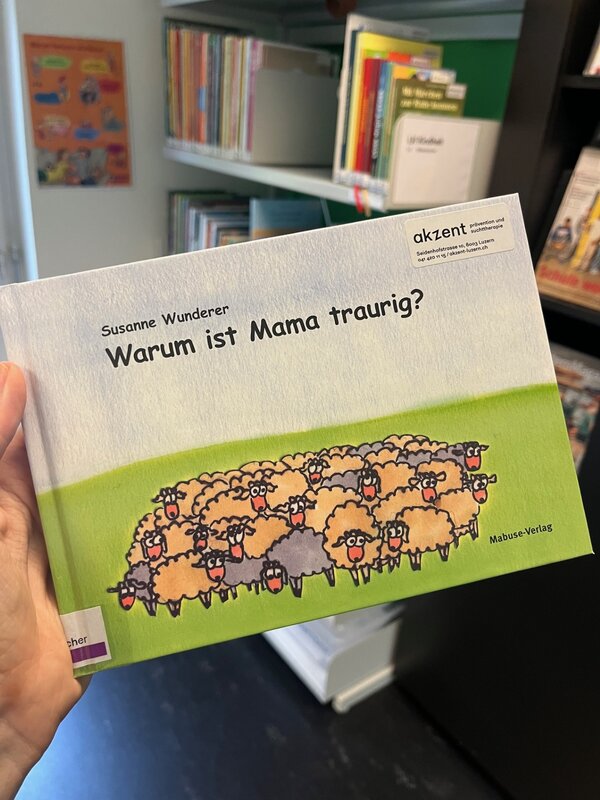 akzent prävention und
suchttherapie
Seidenhofstrasse 10, 6003 Luzern
041 420 11 15 / akzent-luzern.ch
Susanne Wunderer
Warum ist Mama traurig?
Mabuse-Verlag
cher